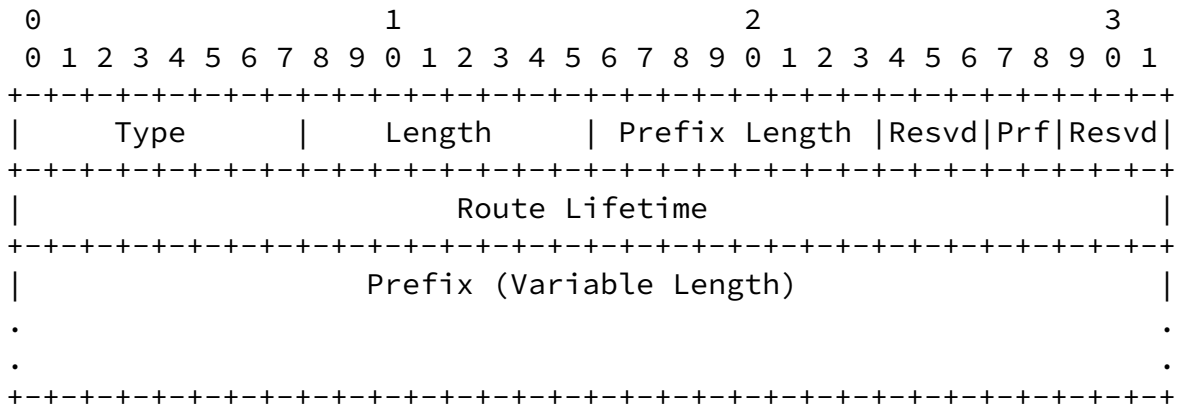 0                   1                   2                   3
 0 1 2 3 4 5 6 7 8 9 0 1 2 3 4 5 6 7 8 9 0 1 2 3 4 5 6 7 8 9 0 1
+-+-+-+-+-+-+-+-+-+-+-+-+-+-+-+-+-+-+-+-+-+-+-+-+-+-+-+-+-+-+-+-+
|     Type      |    Length     | Prefix Length |Resvd|Prf|Resvd|
+-+-+-+-+-+-+-+-+-+-+-+-+-+-+-+-+-+-+-+-+-+-+-+-+-+-+-+-+-+-+-+-+
|                        Route Lifetime                         |
+-+-+-+-+-+-+-+-+-+-+-+-+-+-+-+-+-+-+-+-+-+-+-+-+-+-+-+-+-+-+-+-+
|                   Prefix (Variable Length)                    |
.                                                               .
.                                                               .
+-+-+-+-+-+-+-+-+-+-+-+-+-+-+-+-+-+-+-+-+-+-+-+-+-+-+-+-+-+-+-+-+